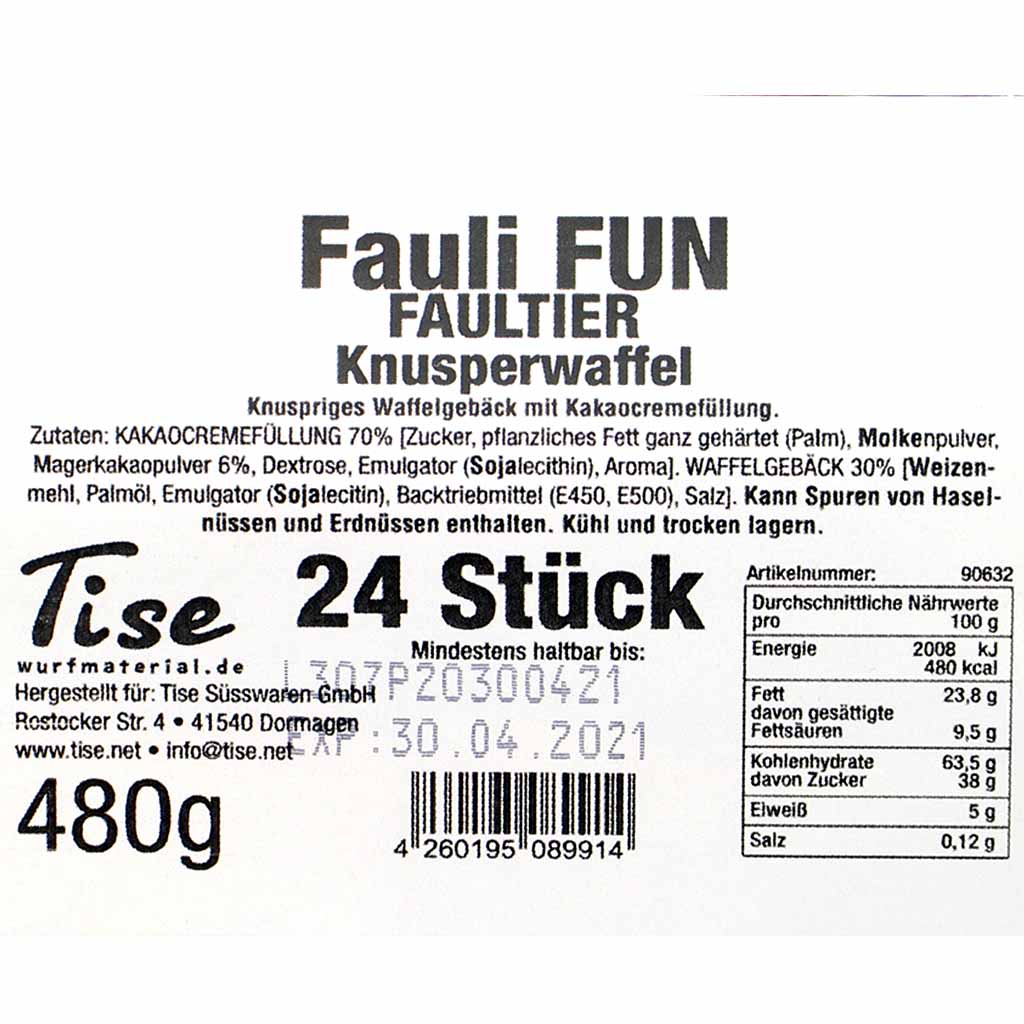 Fauli FUN
FAULTIER
Knusperwaffel
Knuspriges Waffelgebäck mit Kakaocremefüllung.
Zutaten: KAKAOCREMEFÜLLUNG 70% [Zucker, pflanzliches Fett ganz gehärtet (Palm), Molkenpulver,
Magerkakaopulver 6%, Dextrose, Emulgator (Sojalecithin), Aroma]. WAFFELGEBÄCK 30% [Weizen-
mehl, Palmöl, Emulgator (Sojalecitin), Backtriebmittel (E450, E500), Salz]. Kann Spuren von Hasel-
nüssen und Erdnüssen enthalten. Kühl und trocken lagern.
Tise
wurfmaterial.de
Hergestellt für: Tise Süsswaren GmbH
Rostocker Str. 4 • 41540 Dormagen
www.tise.net • info@tise.net
480g
24 Stück
Mindestens haltbar bis:
L307P20300421
EXP:30.04.2021
4 260195 089914
Artikelnummer: 90632
Durchschnittliche Nährwerte
pro 100 g
Energie 2008 kJ
480 kcal
Fett 23,8 g
davon gesättigte
Fettsäuren 9,5 g
Kohlenhydrate 63,5 g
davon Zucker 38 g
Eiweiß 5 g
Salz 0,12 g